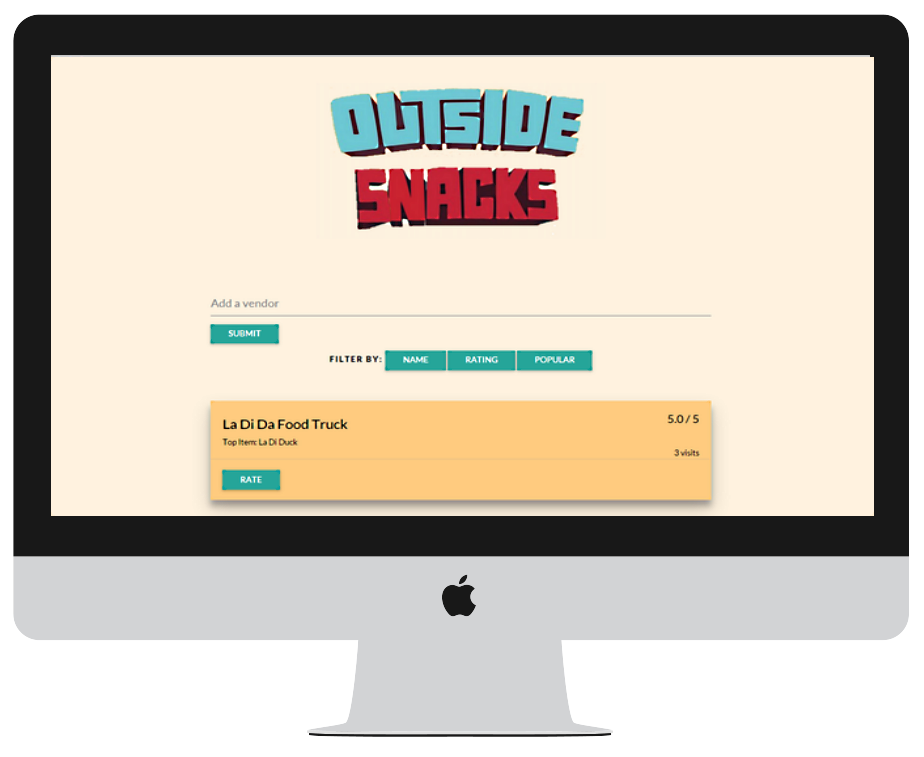 OUTSIDE
SNACKS
Add a vendor
SUBMIT
FILTER BY: NAME RATING POPULAR
La Di Da Food Truck 5.0 / 5
Top Item: La Di Duck
3 visits
RATE